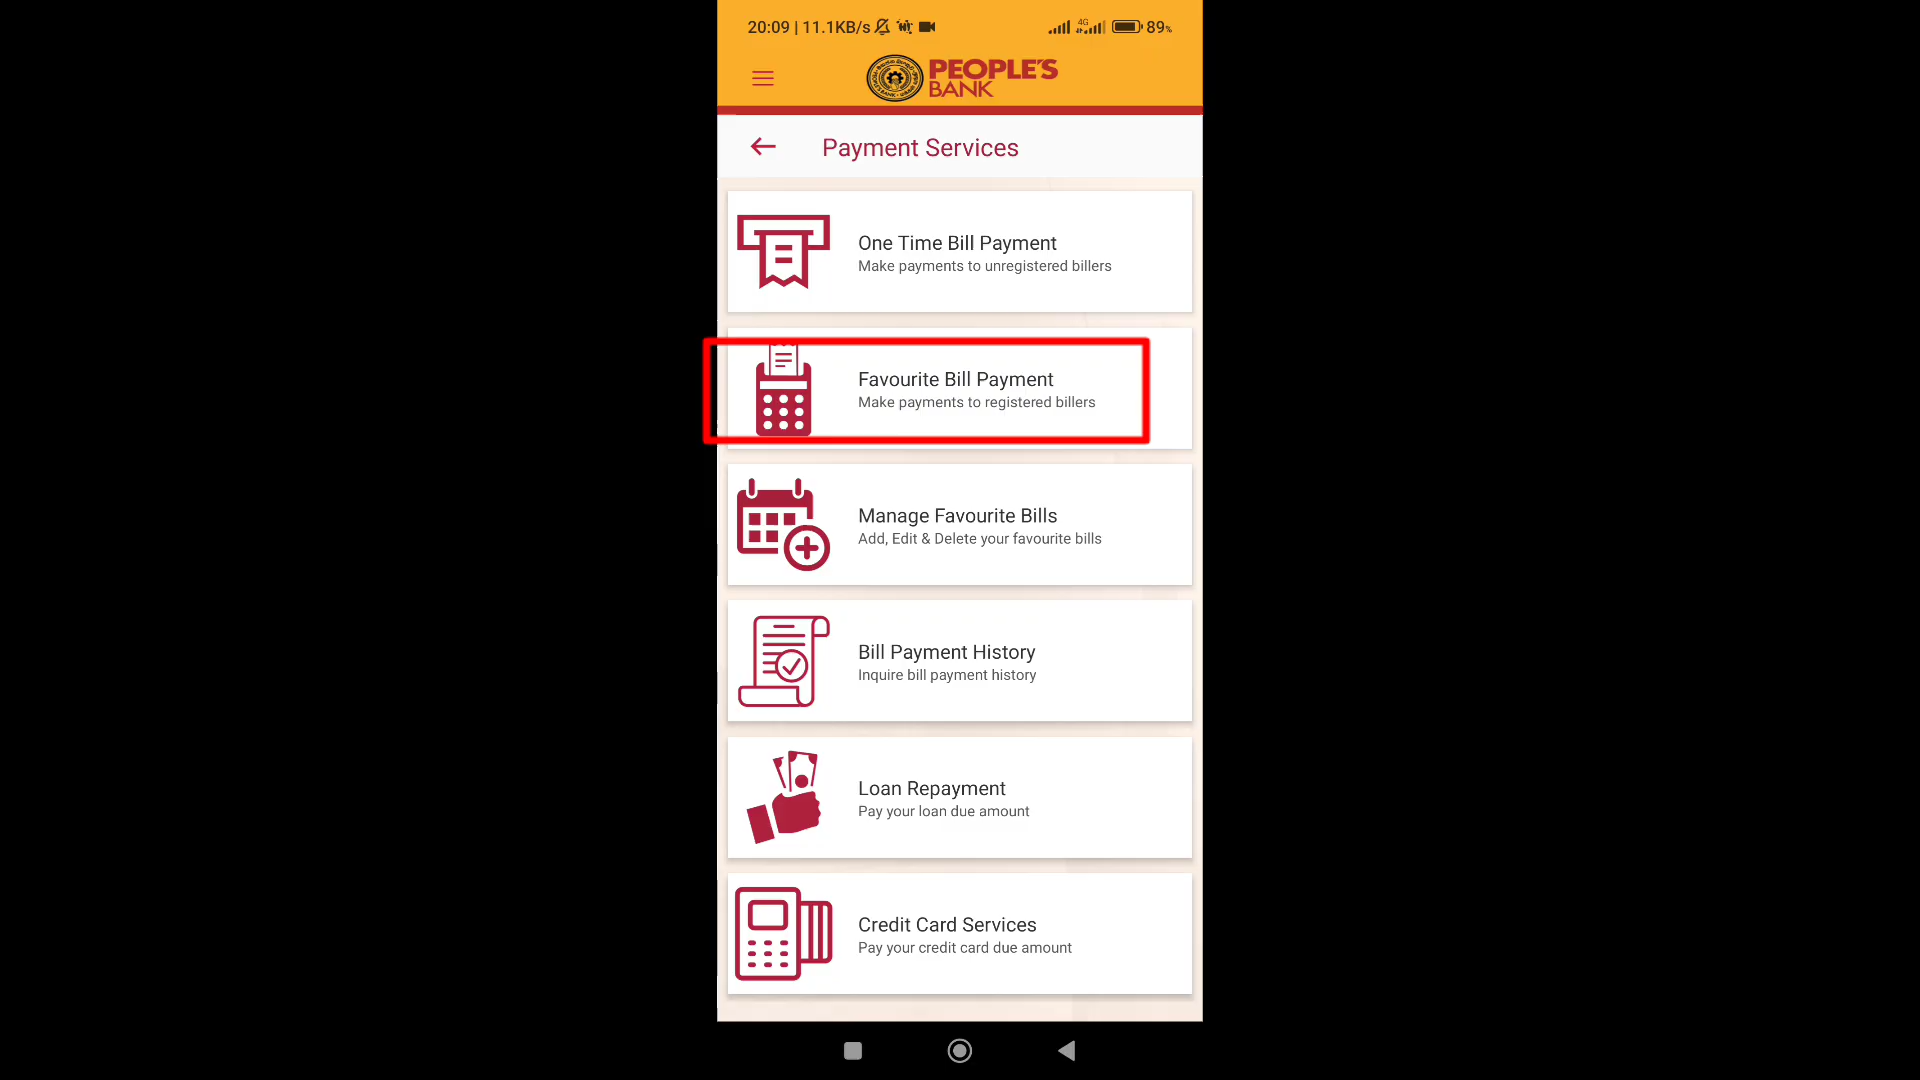 20:09 | 11.1KB/s
4G
89%
PEOPLE'S
BANK
Payment Services
One Time Bill Payment
Make payments to unregistered billers
Favourite Bill Payment
Make payments to registered billers
Manage Favourite Bills
Add, Edit & Delete your favourite bills
Bill Payment History
Inquire bill payment history
Loan Repayment
Pay your loan due amount
Credit Card Services
Pay your credit card due amount